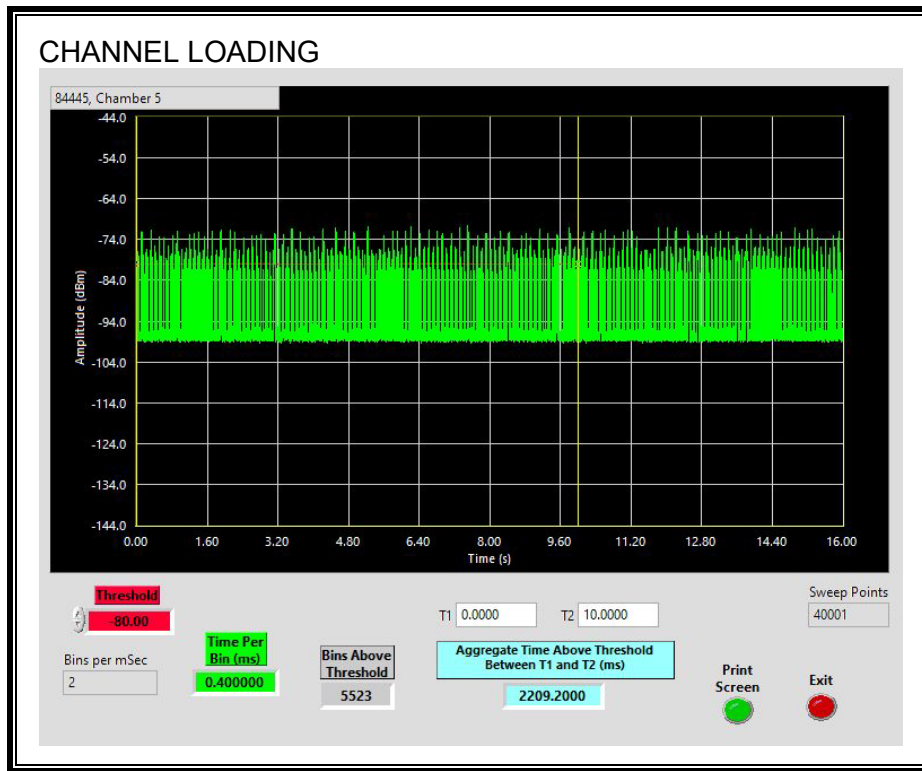 CHANNEL LOADING
84445, Chamber 5
-44.0
-54.0
-64.0
-74.0
-84.0
-94.0
-104.0
-114.0
-124.0
-134.0
-144.0
Amplitude (dBm)
0.00 1.60 3.20 4.80 6.40 8.00 9.60 11.20 12.80 14.40 16.00
Time (s)
Threshold
-80.00
T1 0.0000 T2 10.0000
Sweep Points
40001
Bins per mSec
2
Time Per
Bin (ms)
0.400000
Bins Above
Threshold
5523
Aggregate Time Above Threshold
Between T1 and T2 (ms)
2209.2000
Print
Screen
Exit